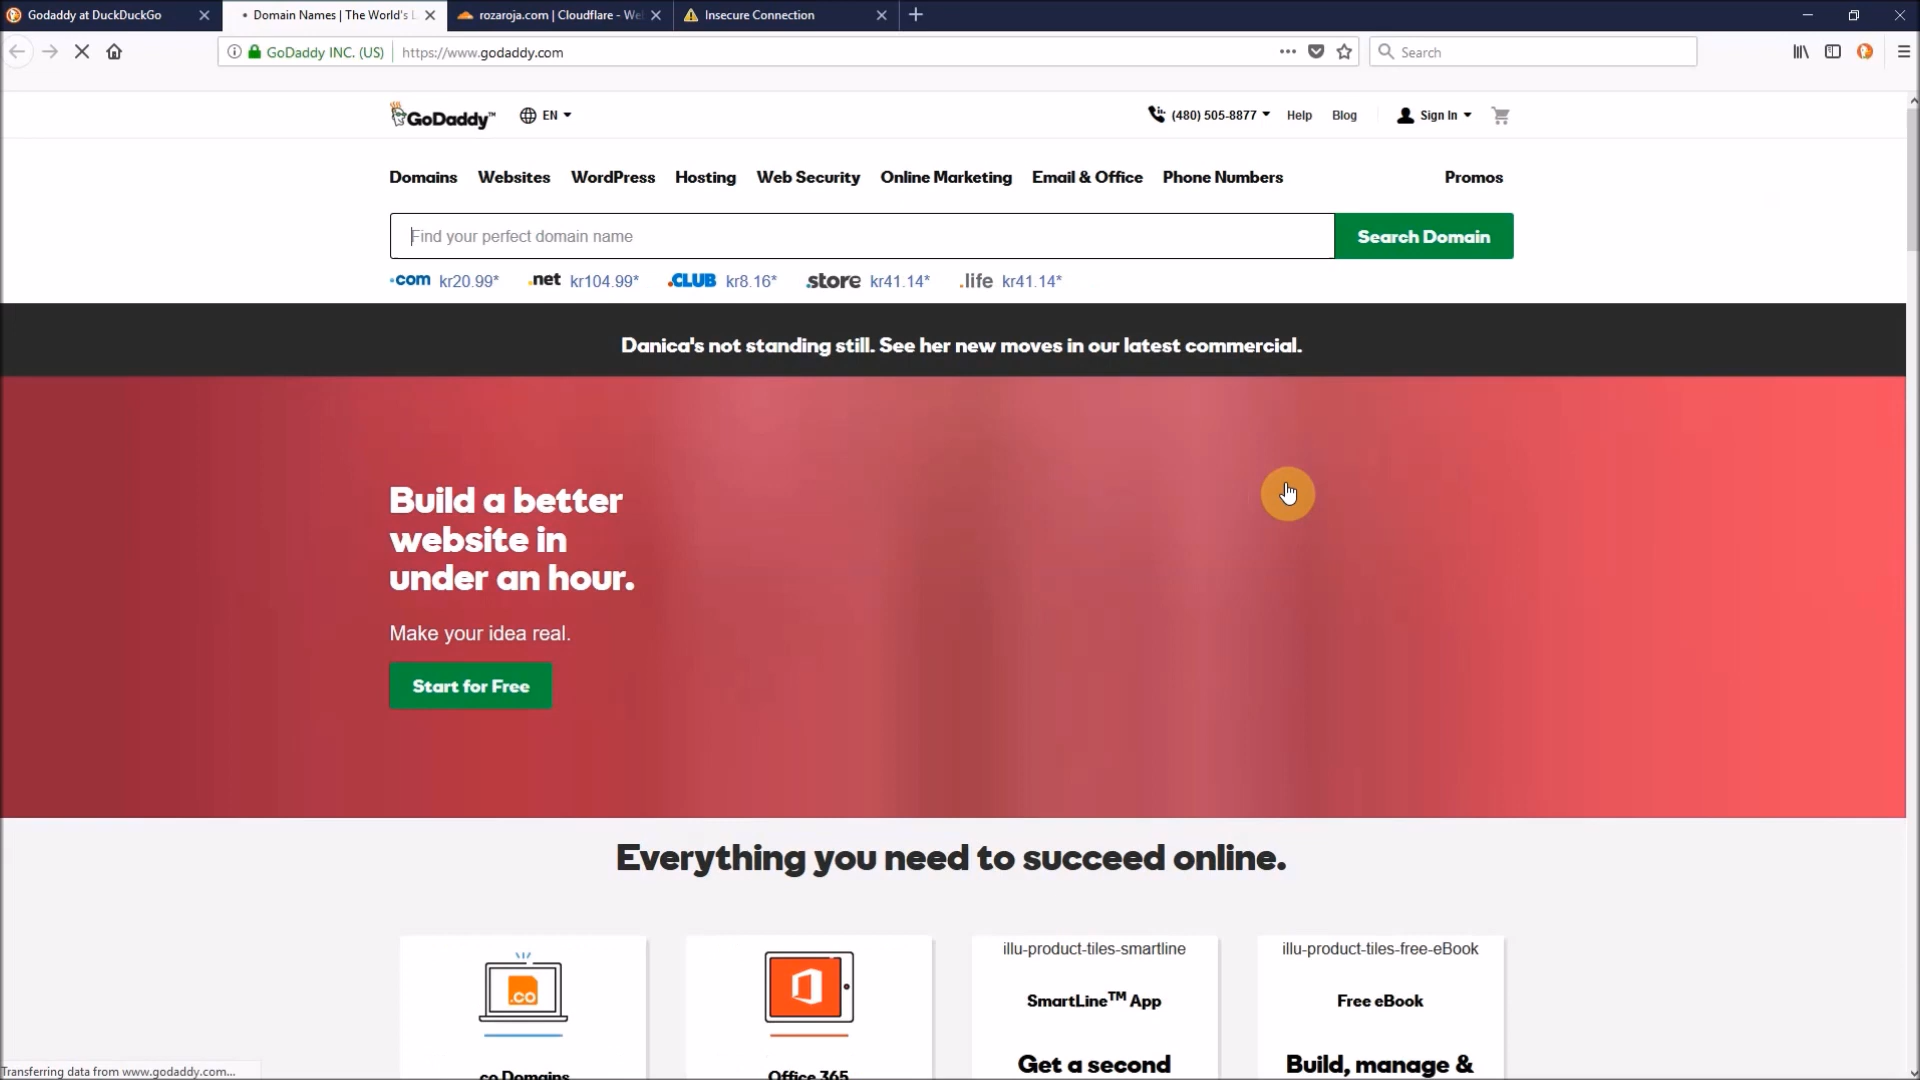 Godaddy at DuckDuckGo
Domain Names | The World's L
rozaroja.com | Cloudflare - We
Insecure Connection
GoDaddy INC. (US)
https://www.godaddy.com
Search
GoDaddy™
EN
(480) 505-8877
Help
Blog
Sign In
Domains
Websites
WordPress
Hosting
Web Security
Online Marketing
Email & Office
Phone Numbers
Promos
Find your perfect domain name
Search Domain
.com kr20.99*
.net kr104.99*
.CLUB kr8.16*
.store kr41.14*
.life kr41.14*
Danica's not standing still. See her new moves in our latest commercial.
Build a better
website in
under an hour.
Make your idea real.
Start for Free
Everything you need to succeed online.
.co
illu-product-tiles-smartline
illu-product-tiles-free-eBook
SmartLine™ App
Free eBook
Get a second
Build, manage &
.co Domains
Office 365
Transferring data from www.godaddy.com...